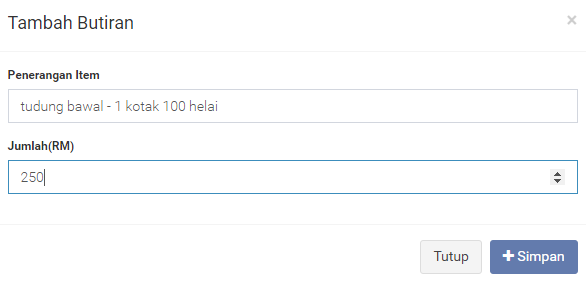 Tambah Butiran
×
Penerangan Item
tudung bawal - 1 kotak 100 helai
Jumlah(RM)
250
Tutup
+ Simpan